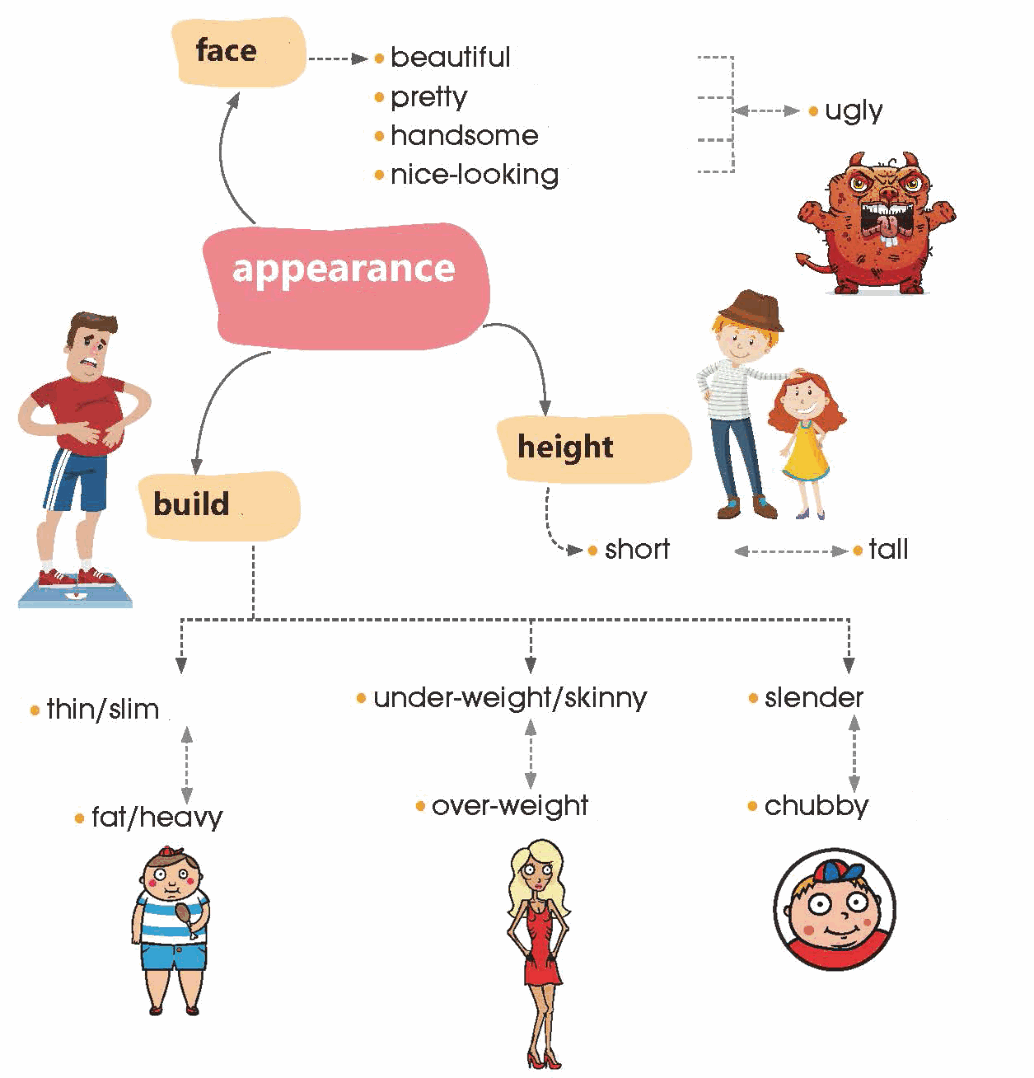 face
beautiful
pretty
handsome
nice-looking
ugly
appearance
height
short
tall
build
thin/slim
under-weight/skinny
slender
fat/heavy
over-weight
chubby